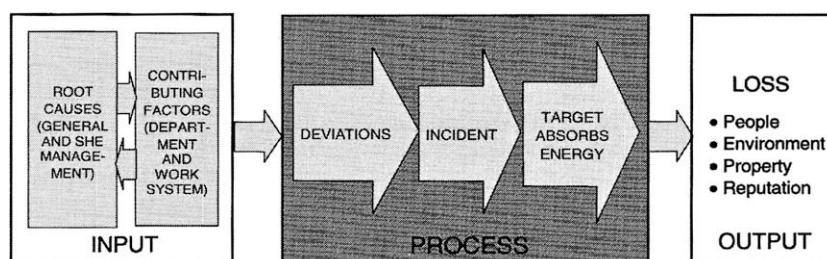 ROOT
CAUSES
(GENERAL
AND SHE
MANAGE-
MENT)
CONTRI-
BUTING
FACTORS
(DEPART-
MENT
AND
WORK
SYSTEM)
INPUT
DEVIATIONS
INCIDENT
TARGET
ABSORBS
ENERGY
PROCESS
LOSS
• People
• Environment
• Property
• Reputation
OUTPUT